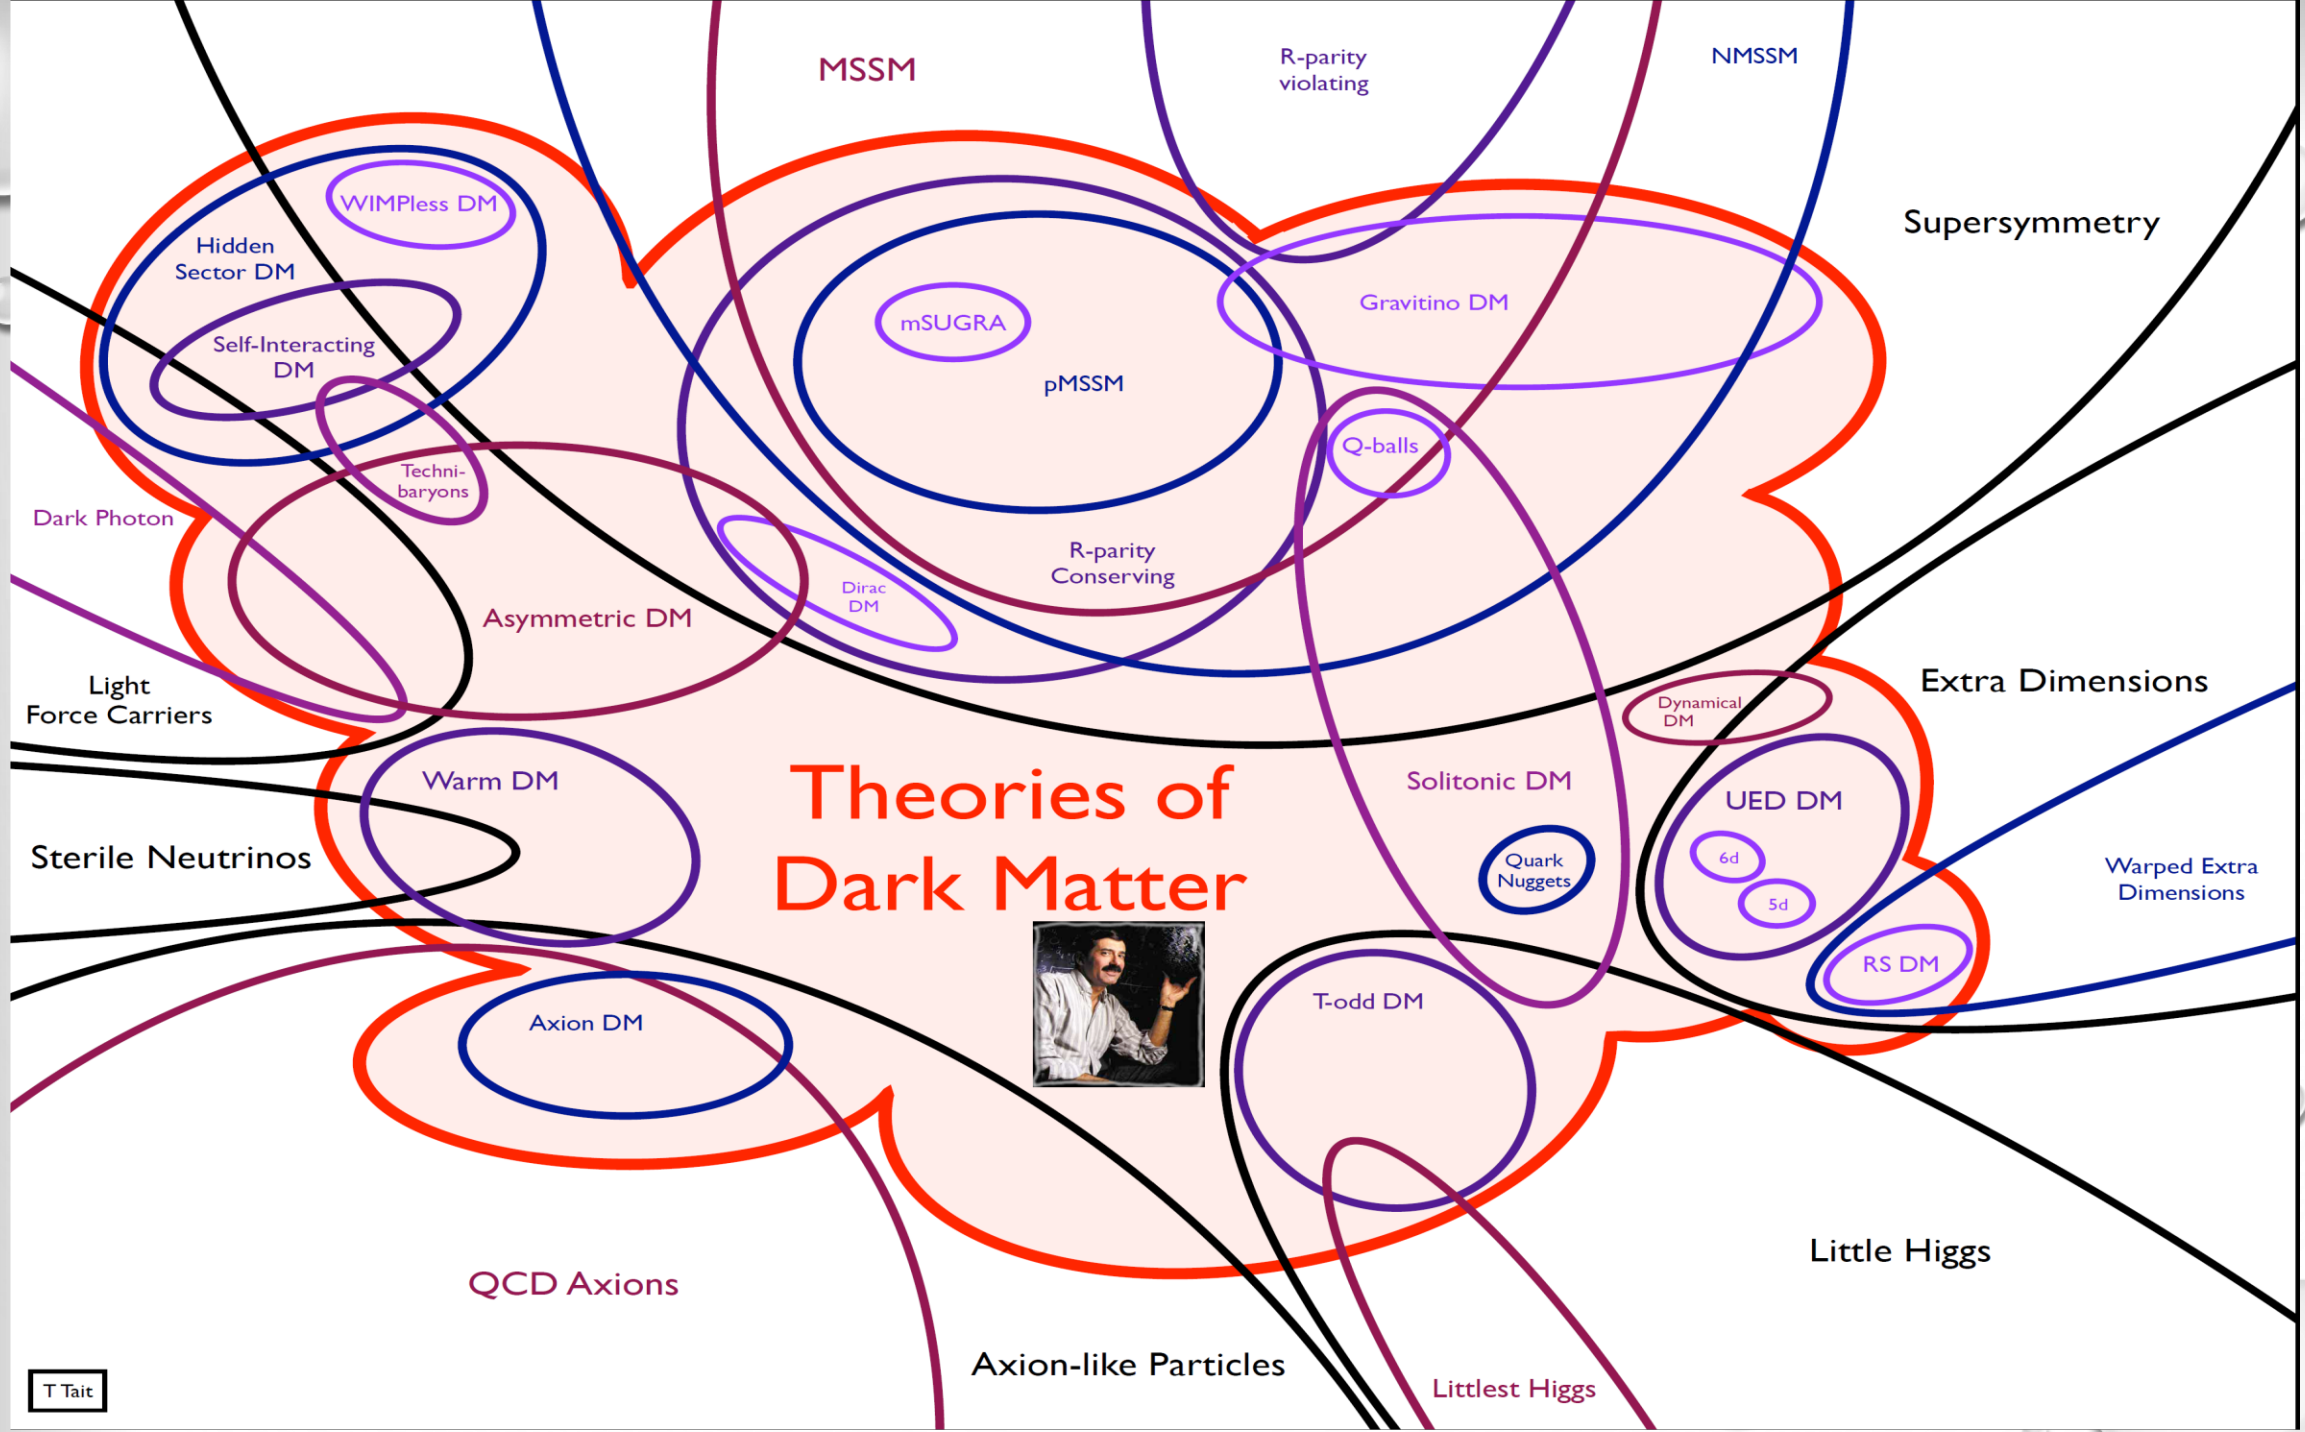 MSSM
R-parity
violating
NMSSM
WIMPless DM
Supersymmetry
Hidden
Sector DM
Gravitino DM
mSUGRA
Self-Interacting
DM
pMSSM
Q-balls
Techni-
baryons
Dark Photon
R-parity
Conserving
Dirac
DM
Asymmetric DM
Light
Force Carriers
Extra Dimensions
Dynamical
DM
Warm DM
Theories of
Dark Matter
Solitonic DM
UED DM
Sterile Neutrinos
Quark
Nuggets
6d
5d
Warped Extra
Dimensions
RS DM
T-odd DM
Axion DM
Little Higgs
QCD Axions
Axion-like Particles
Littlest Higgs
T Tait